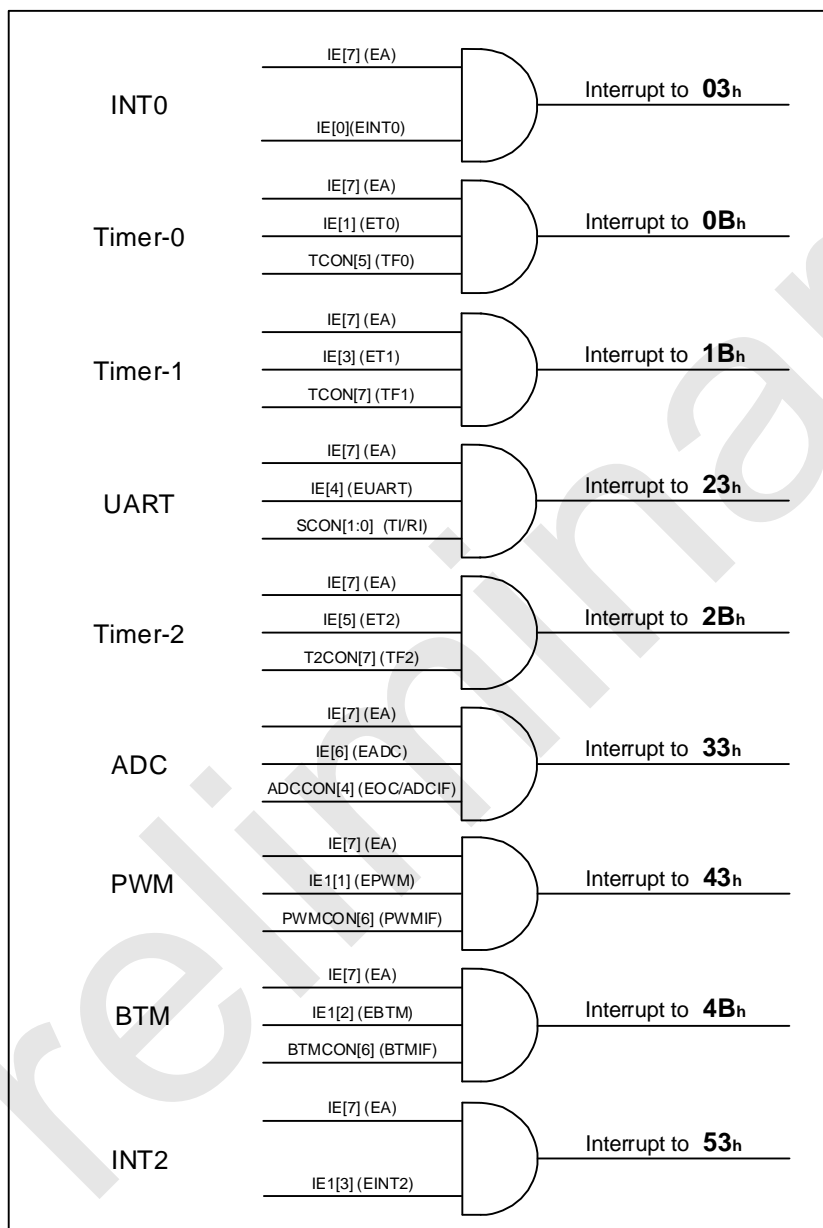 IE[7] (EA)
INT0
Interrupt to 03h
IE[0](EINT0)
IE[7] (EA)
Timer-0
IE[1] (ET0)
Interrupt to 0Bh
TCON[5] (TF0)
IE[7] (EA)
Timer-1
IE[3] (ET1)
Interrupt to 1Bh
TCON[7] (TF1)
IE[7] (EA)
UART
IE[4] (EUART)
Interrupt to 23h
SCON[1:0] (TI/RI)
IE[7] (EA)
Timer-2
IE[5] (ET2)
Interrupt to 2Bh
T2CON[7] (TF2)
IE[7] (EA)
ADC
IE[6] (EADC)
Interrupt to 33h
ADCCON[4] (EOC/ADCIF)
IE[7] (EA)
PWM
IE1[1] (EPWM)
Interrupt to 43h
PWMCON[6] (PWMIF)
IE[7] (EA)
BTM
IE1[2] (EBTM)
Interrupt to 4Bh
BTMCON[6] (BTMIF)
IE[7] (EA)
INT2
Interrupt to 53h
IE1[3] (EINT2)
reliminar